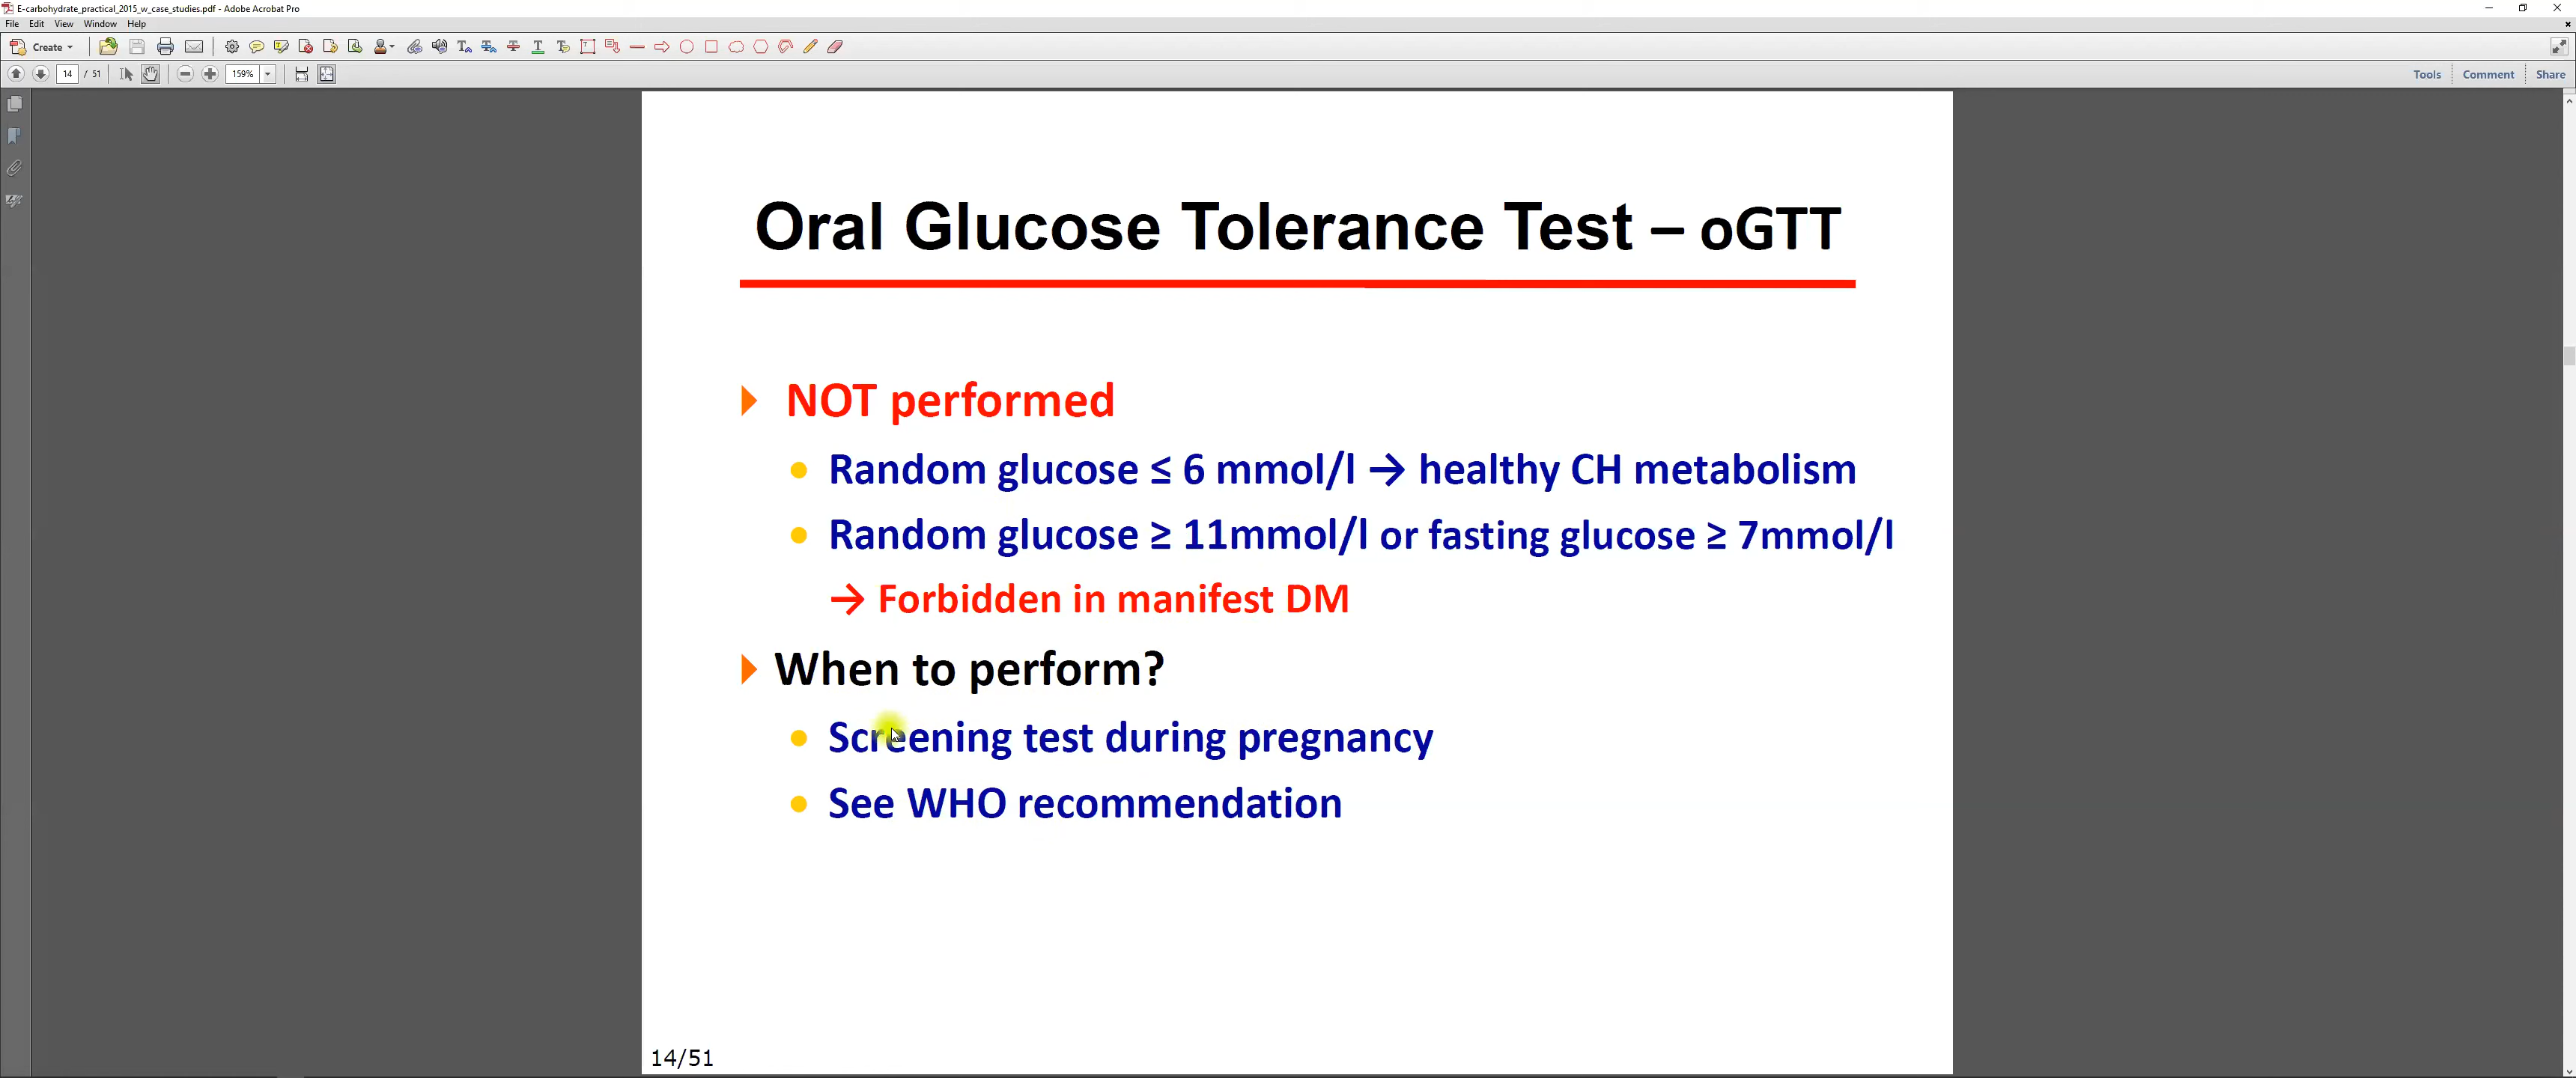 E-carbohydrate_practical_2015_w_case_studies.pdf - Adobe Acrobat Pro
File Edit View Window Help
Create
14 / 51 159% Tools Comment Share
Oral Glucose Tolerance Test – oGTT
NOT performed
Random glucose ≤ 6 mmol/l → healthy CH metabolism
Random glucose ≥ 11mmol/l or fasting glucose ≥ 7mmol/l
→ Forbidden in manifest DM
When to perform?
Screening test during pregnancy
See WHO recommendation
14/51